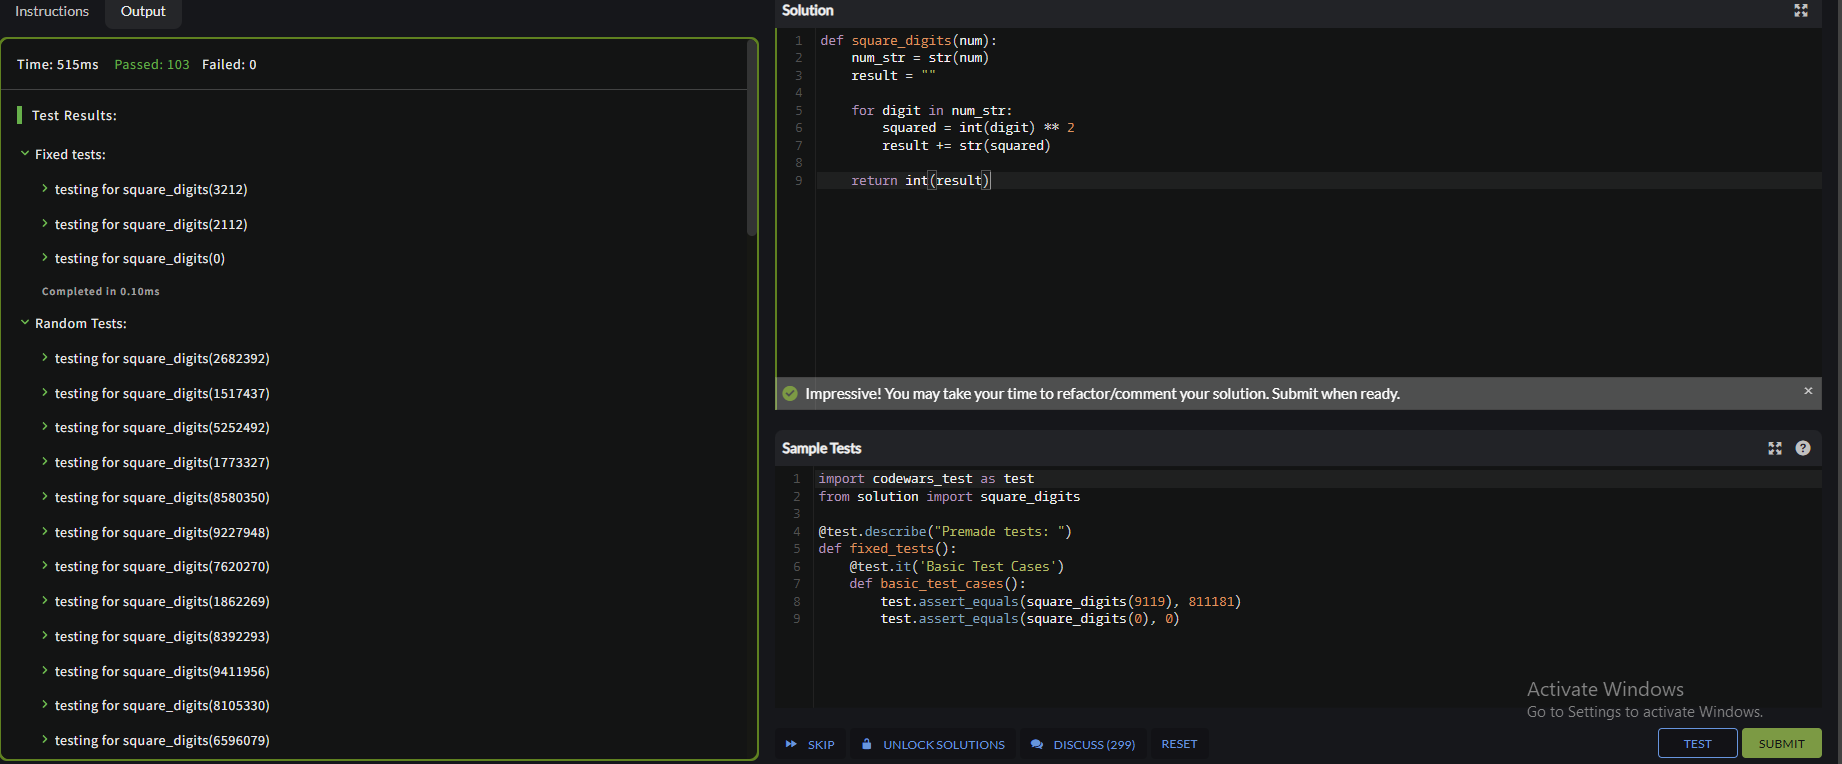 Instructions Output
Time: 515ms Passed: 103 Failed: 0
Test Results:
Fixed tests:
testing for square_digits(3212)
testing for square_digits(2112)
testing for square_digits(0)
Completed in 0.10ms
Random Tests:
testing for square_digits(2682392)
testing for square_digits(1517437)
testing for square_digits(5252492)
testing for square_digits(1773327)
testing for square_digits(8580350)
testing for square_digits(9227948)
testing for square_digits(7620270)
testing for square_digits(1862269)
testing for square_digits(8392293)
testing for square_digits(9411956)
testing for square_digits(8105330)
testing for square_digits(6596079)
Solution
1 def square_digits(num):
2     num_str = str(num)
3     result = ""
4
5     for digit in num_str:
6         squared = int(digit) ** 2
7         result += str(squared)
8
9     return int(result)
Impressive! You may take your time to refactor/comment your solution. Submit when ready. ×
Sample Tests ?
1 import codewars_test as test
2 from solution import square_digits
3
4 @test.describe("Premade tests: ")
5 def fixed_tests():
6     @test.it('Basic Test Cases')
7     def basic_test_cases():
8         test.assert_equals(square_digits(9119), 811181)
9         test.assert_equals(square_digits(0), 0)
Activate Windows
Go to Settings to activate Windows.
SKIP UNLOCK SOLUTIONS DISCUSS (299) RESET TEST SUBMIT